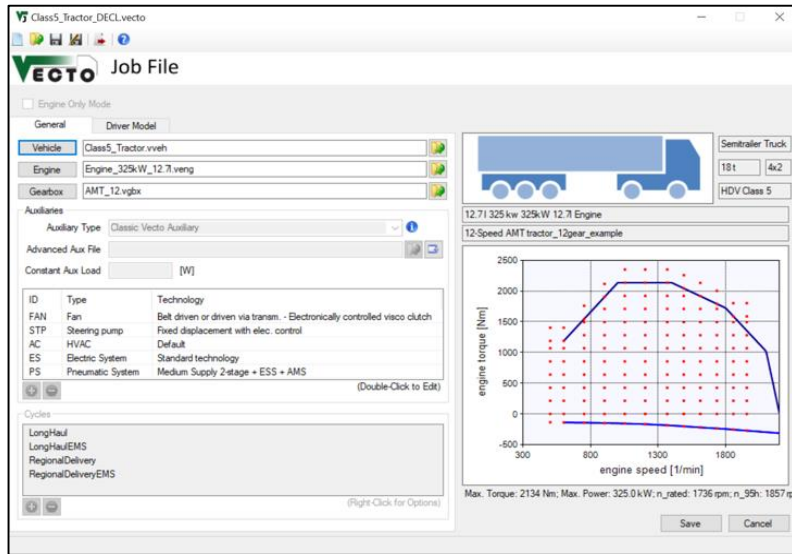 Class5_Tractor_DECL.vecto
VECTO Job File
Engine Only Mode
General Driver Model
Vehicle Class5_Tractor.vveh
Engine Engine_325kW_12.7l.veng
Gearbox AMT_12.vgbx
Auxiliaries
Auxiliary Type Classic Vecto Auxiliary
Advanced Aux File
Constant Aux Load [W]
ID Type Technology
FAN Fan Belt driven or driven via transm. - Electronically controlled visco clutch
STP Steering pump Fixed displacement with elec. control
AC HVAC Default
ES Electric System Standard technology
PS Pneumatic System Medium Supply 2-stage + ESS + AMS
(Double-Click to Edit)
Cycles
LongHaul
LongHaulEMS
RegionalDelivery
RegionalDeliveryEMS
(Right-Click for Options)
Semitrailer Truck
18 t 4x2
HDV Class 5
12.7 l 325 kw 325kW 12.7l Engine
12-Speed AMT tractor_12gear_example
engine torque [Nm]
2500
2000
1500
1000
500
0
-500
300 800 1300 1800
engine speed [1/min]
Max. Torque: 2134 Nm; Max. Power: 325.0 kW; n_rated: 1736 rpm; n_95h: 1857 rp
Save Cancel